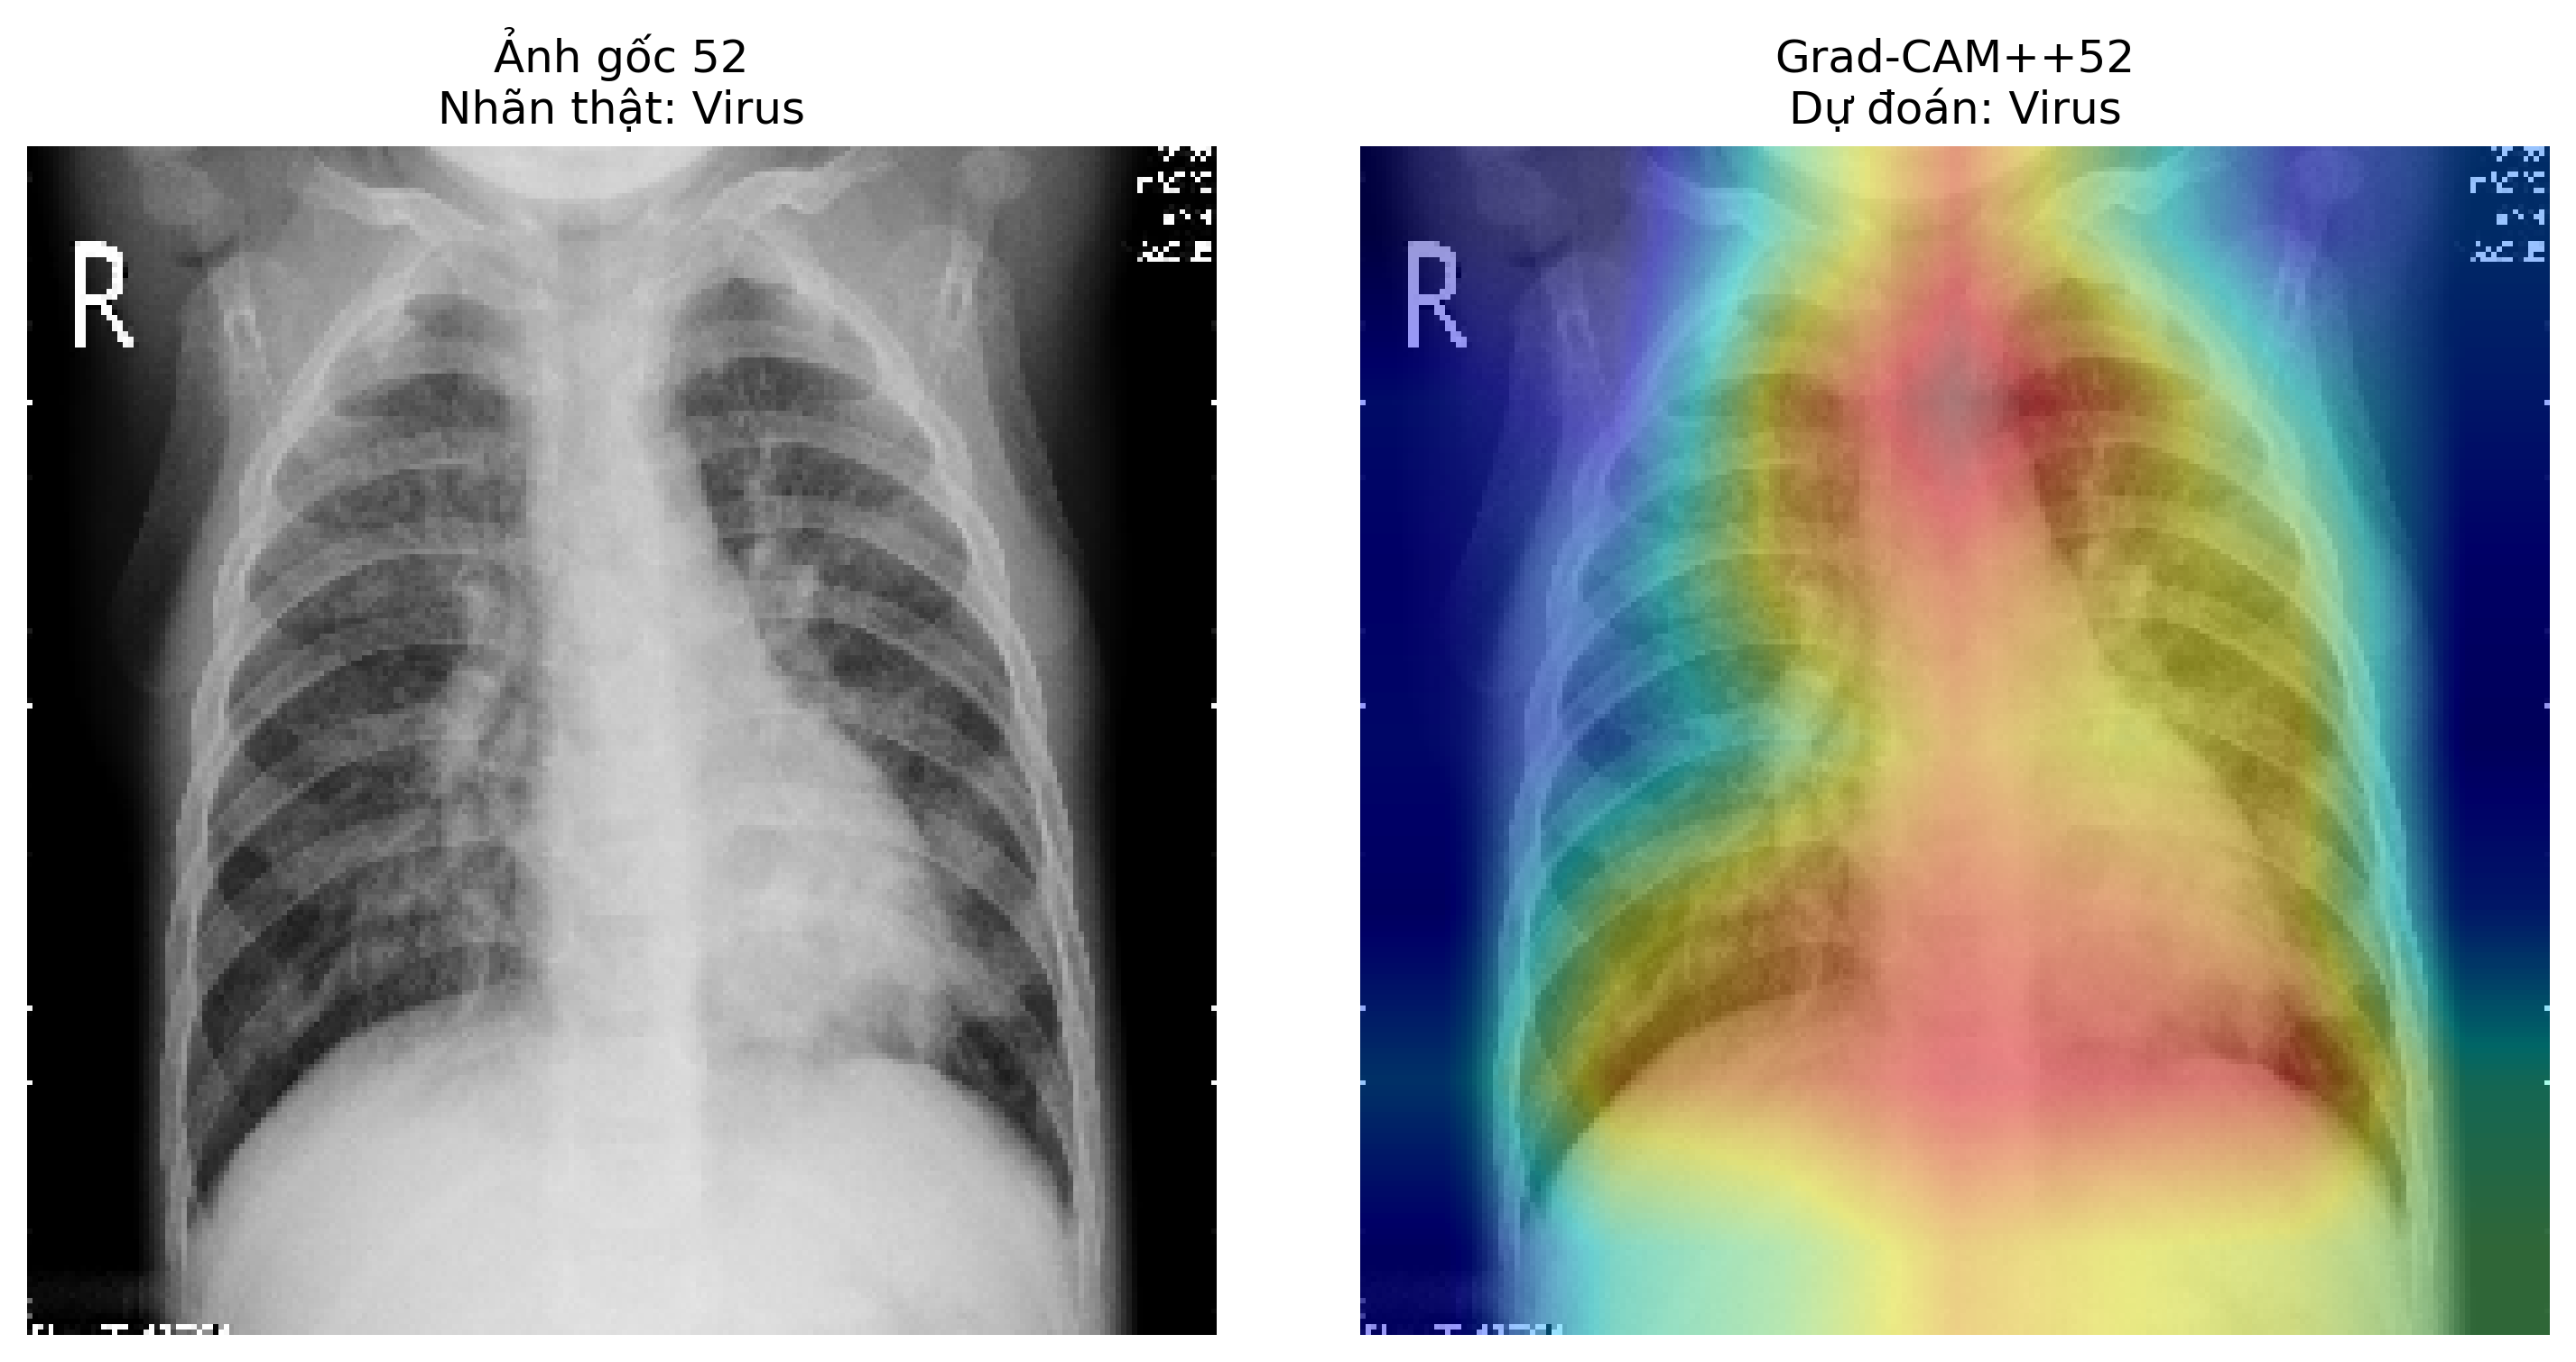 Ảnh gốc 52
Nhãn thật: Virus
Grad-CAM++52
Dự đoán: Virus
R
R